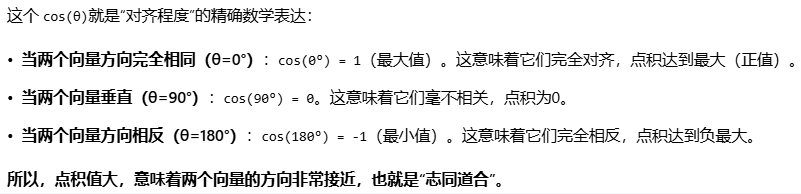 这个 cos(θ)就是“对齐程度”的精确数学表达：
• 当两个向量方向完全相同（θ=0°）：cos(0°) = 1（最大值）。这意味着它们完全对齐，点积达到最大（正值）。
• 当两个向量垂直（θ=90°）：cos(90°) = 0。这意味着它们毫不相关，点积为0。
• 当两个向量方向相反（θ=180°）：cos(180°) = -1（最小值）。这意味着它们完全相反，点积达到负最大。
所以，点积值大，意味着两个向量的方向非常接近，也就是“志同道合”。